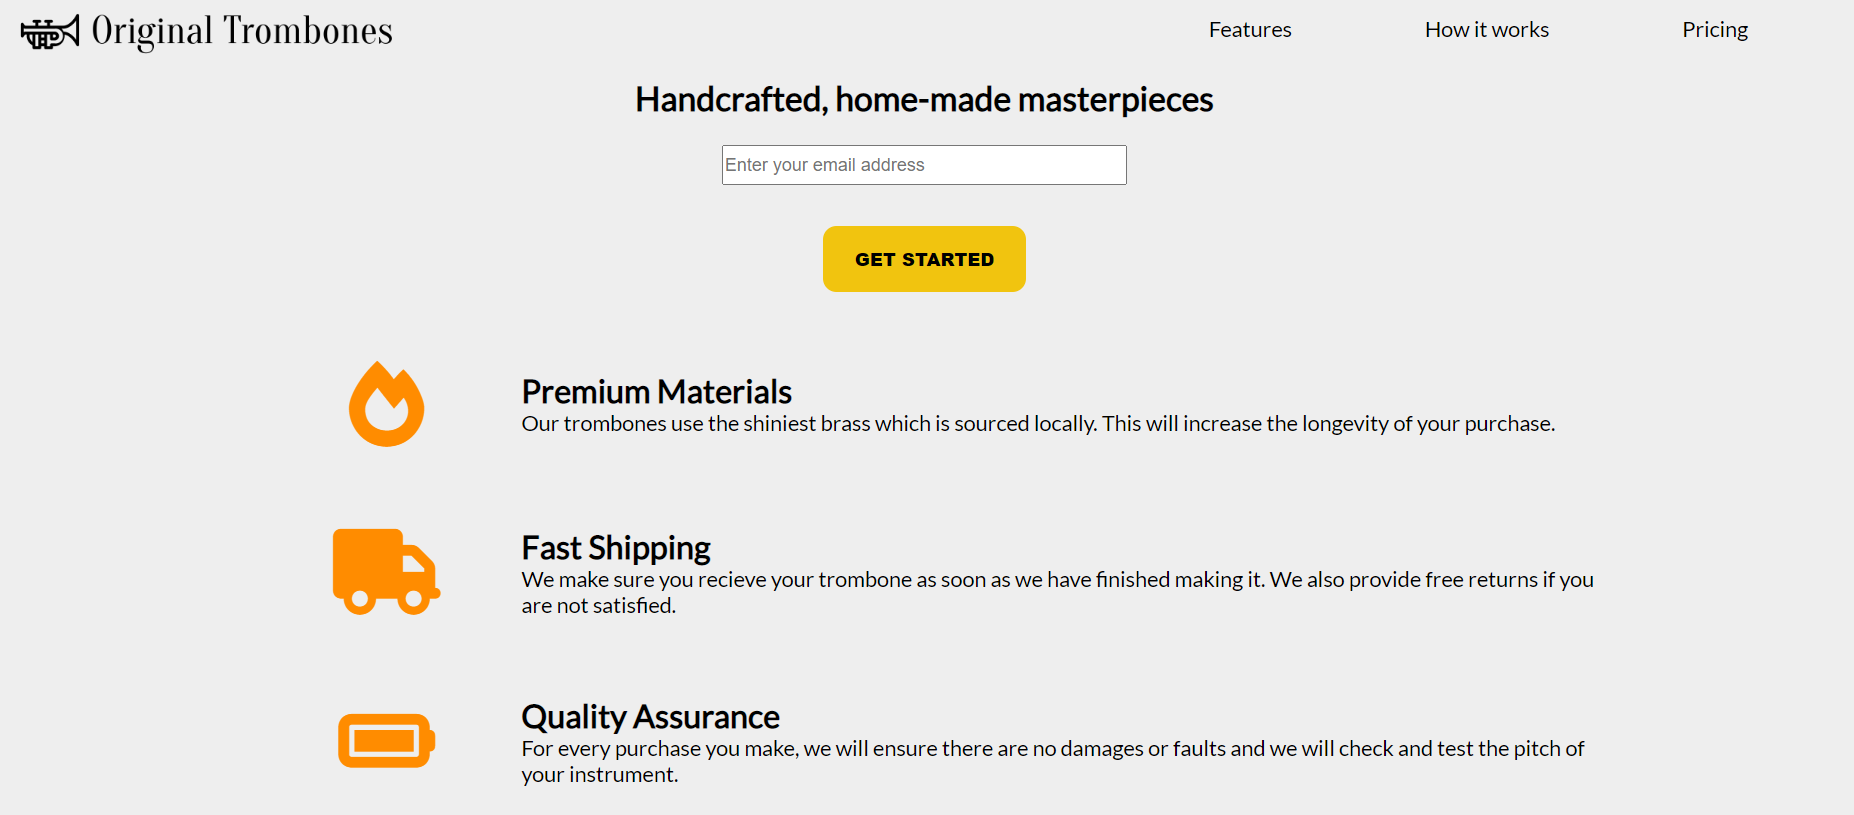 Original Trombones
Features
How it works
Pricing
Handcrafted, home-made masterpieces
Enter your email address
GET STARTED
Premium Materials
Our trombones use the shiniest brass which is sourced locally. This will increase the longevity of your purchase.
Fast Shipping
We make sure you recieve your trombone as soon as we have finished making it. We also provide free returns if you
are not satisfied.
Quality Assurance
For every purchase you make, we will ensure there are no damages or faults and we will check and test the pitch of
your instrument.